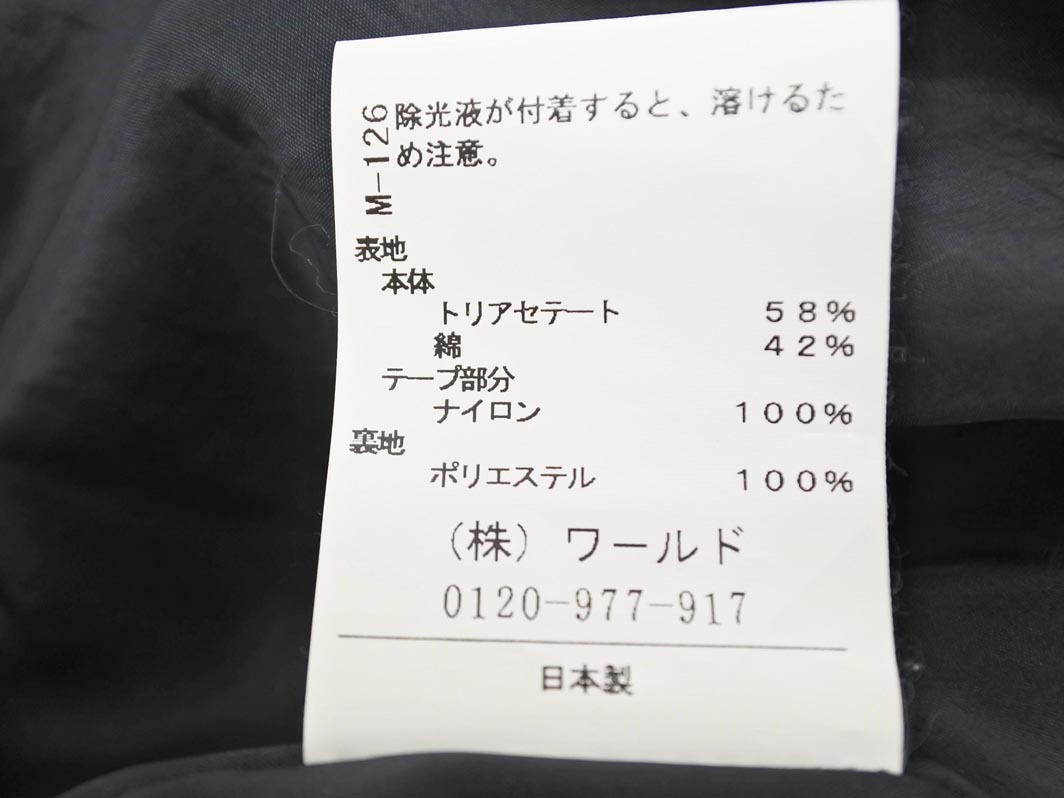 M-126
除光液が付着すると、溶けるた
め注意。
表地
本体
トリアセテート 58%
綿 42%
テープ部分
ナイロン 100%
裏地
ポリエステル 100%
(株) ワールド
0120-977-917
日本製